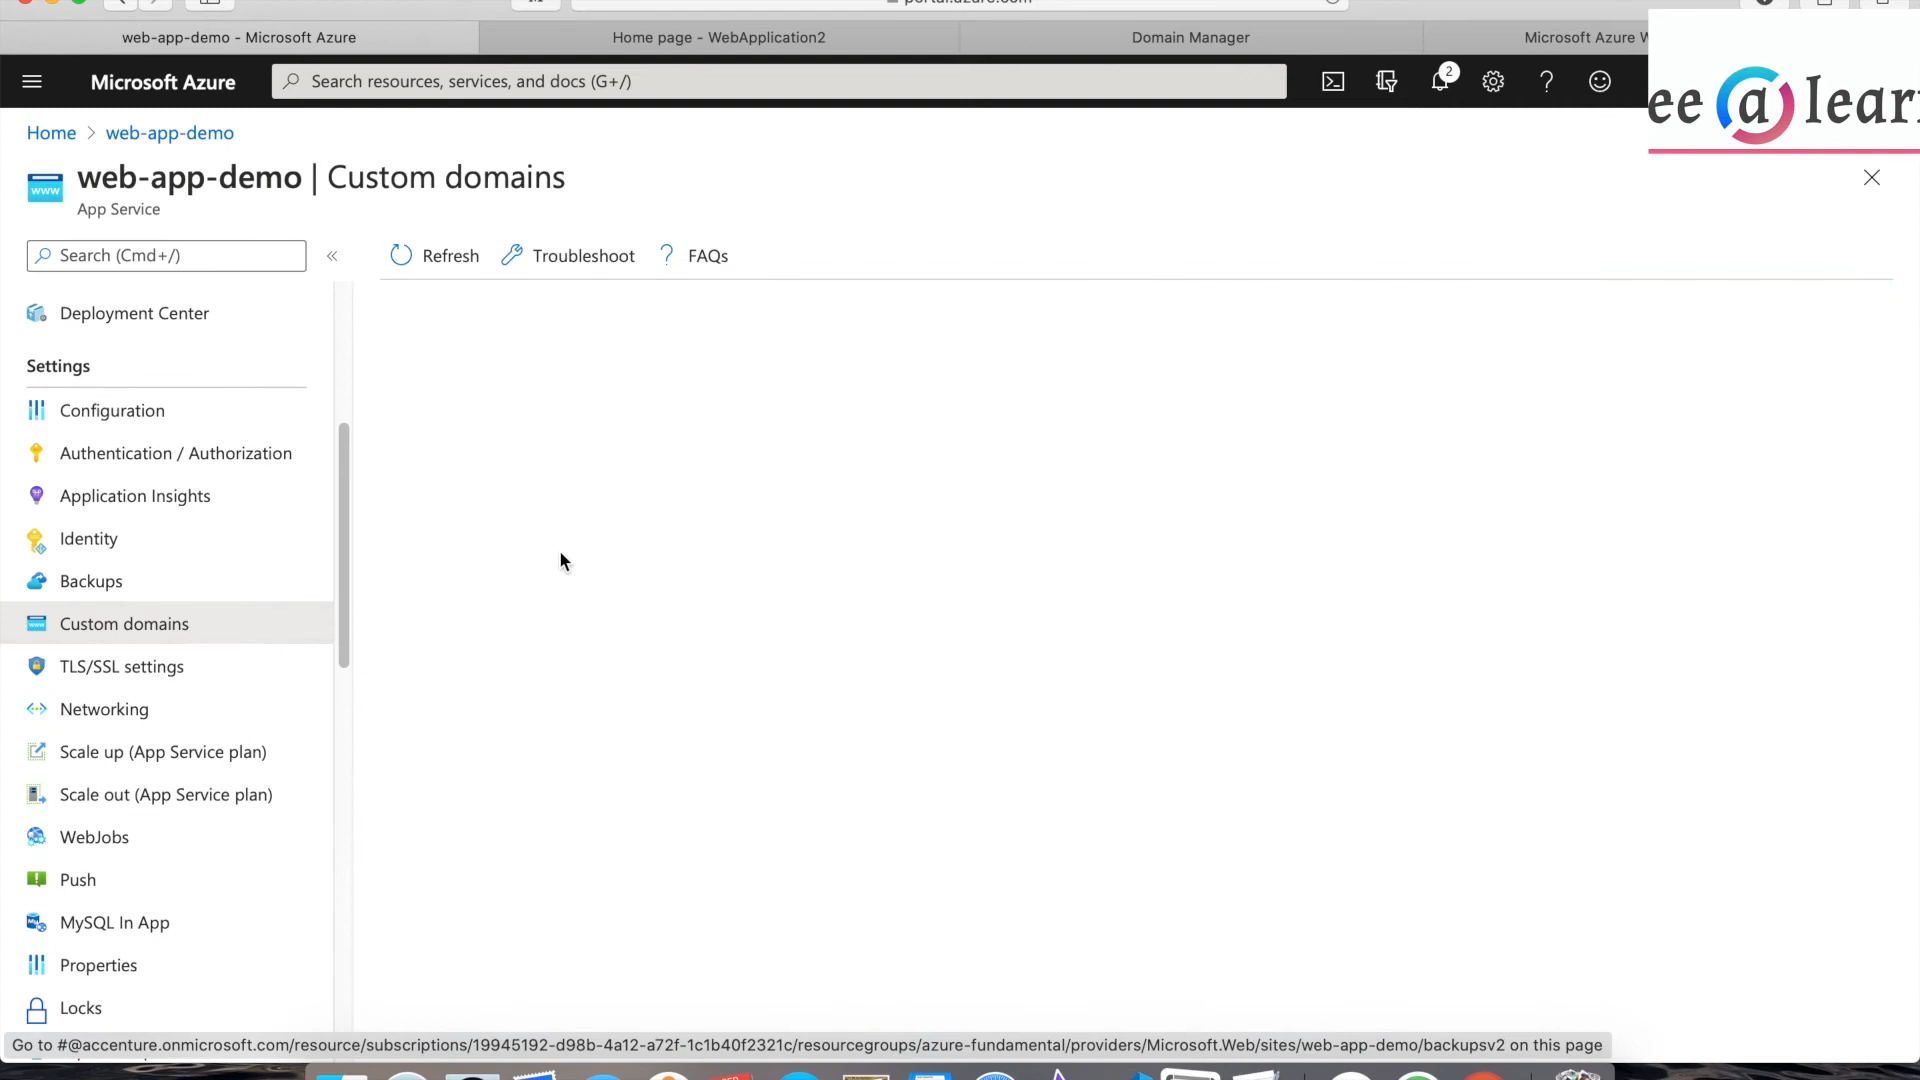 web-app-demo - Microsoft Azure
Home page - WebApplication2
Domain Manager
Microsoft Azure
Microsoft Azure
Search resources, services, and docs (G+/)
2
ee a lear
Home > web-app-demo
web-app-demo | Custom domains
App Service
Search (Cmd+/)
«
Refresh
Troubleshoot
? FAQs
Deployment Center
Settings
Configuration
Authentication / Authorization
Application Insights
Identity
Backups
Custom domains
TLS/SSL settings
Networking
Scale up (App Service plan)
Scale out (App Service plan)
WebJobs
Push
MySQL In App
Properties
Locks
Go to #@accenture.onmicrosoft.com/resource/subscriptions/19945192-d98b-4a12-a72f-1c1b40f2321c/resourcegroups/azure-fundamental/providers/Microsoft.Web/sites/web-app-demo/backupsv2 on this page